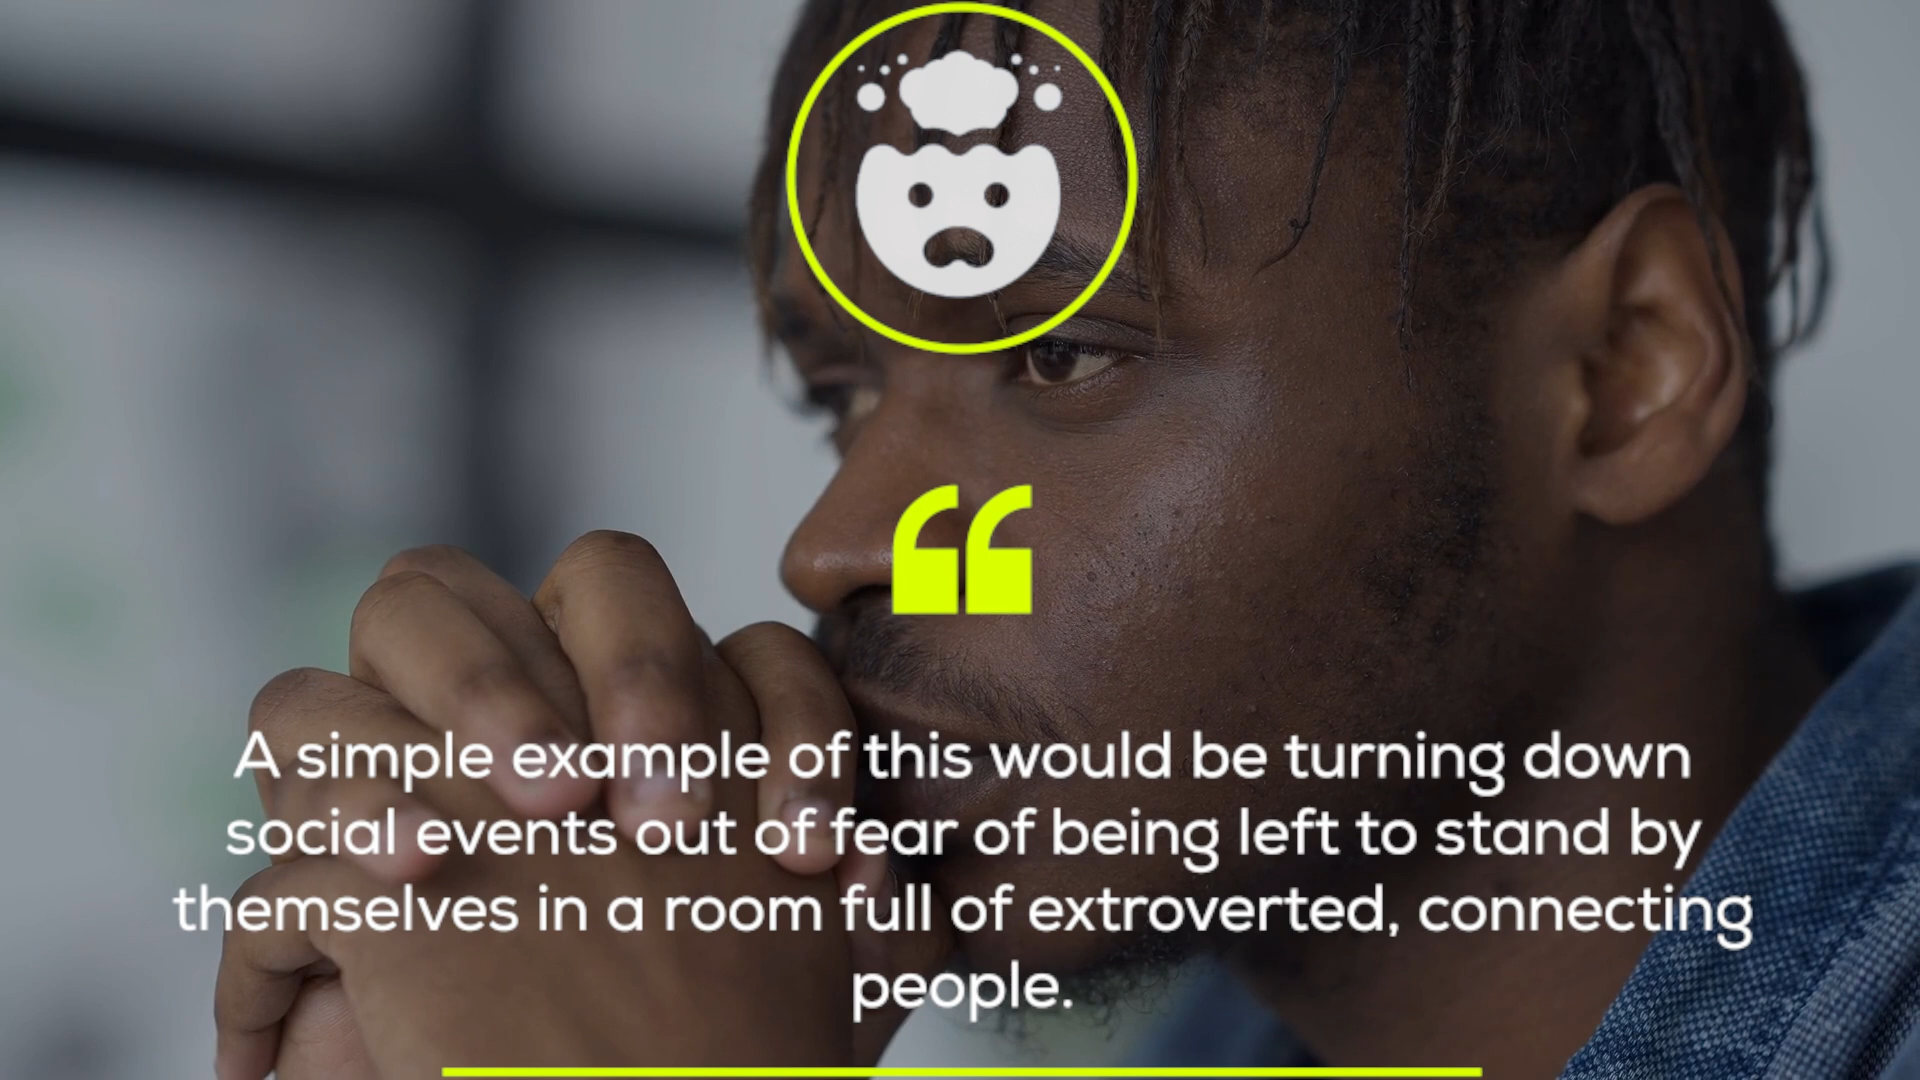 “
A simple example of this would be turning down
social events out of fear of being left to stand by
themselves in a room full of extroverted, connecting
people.